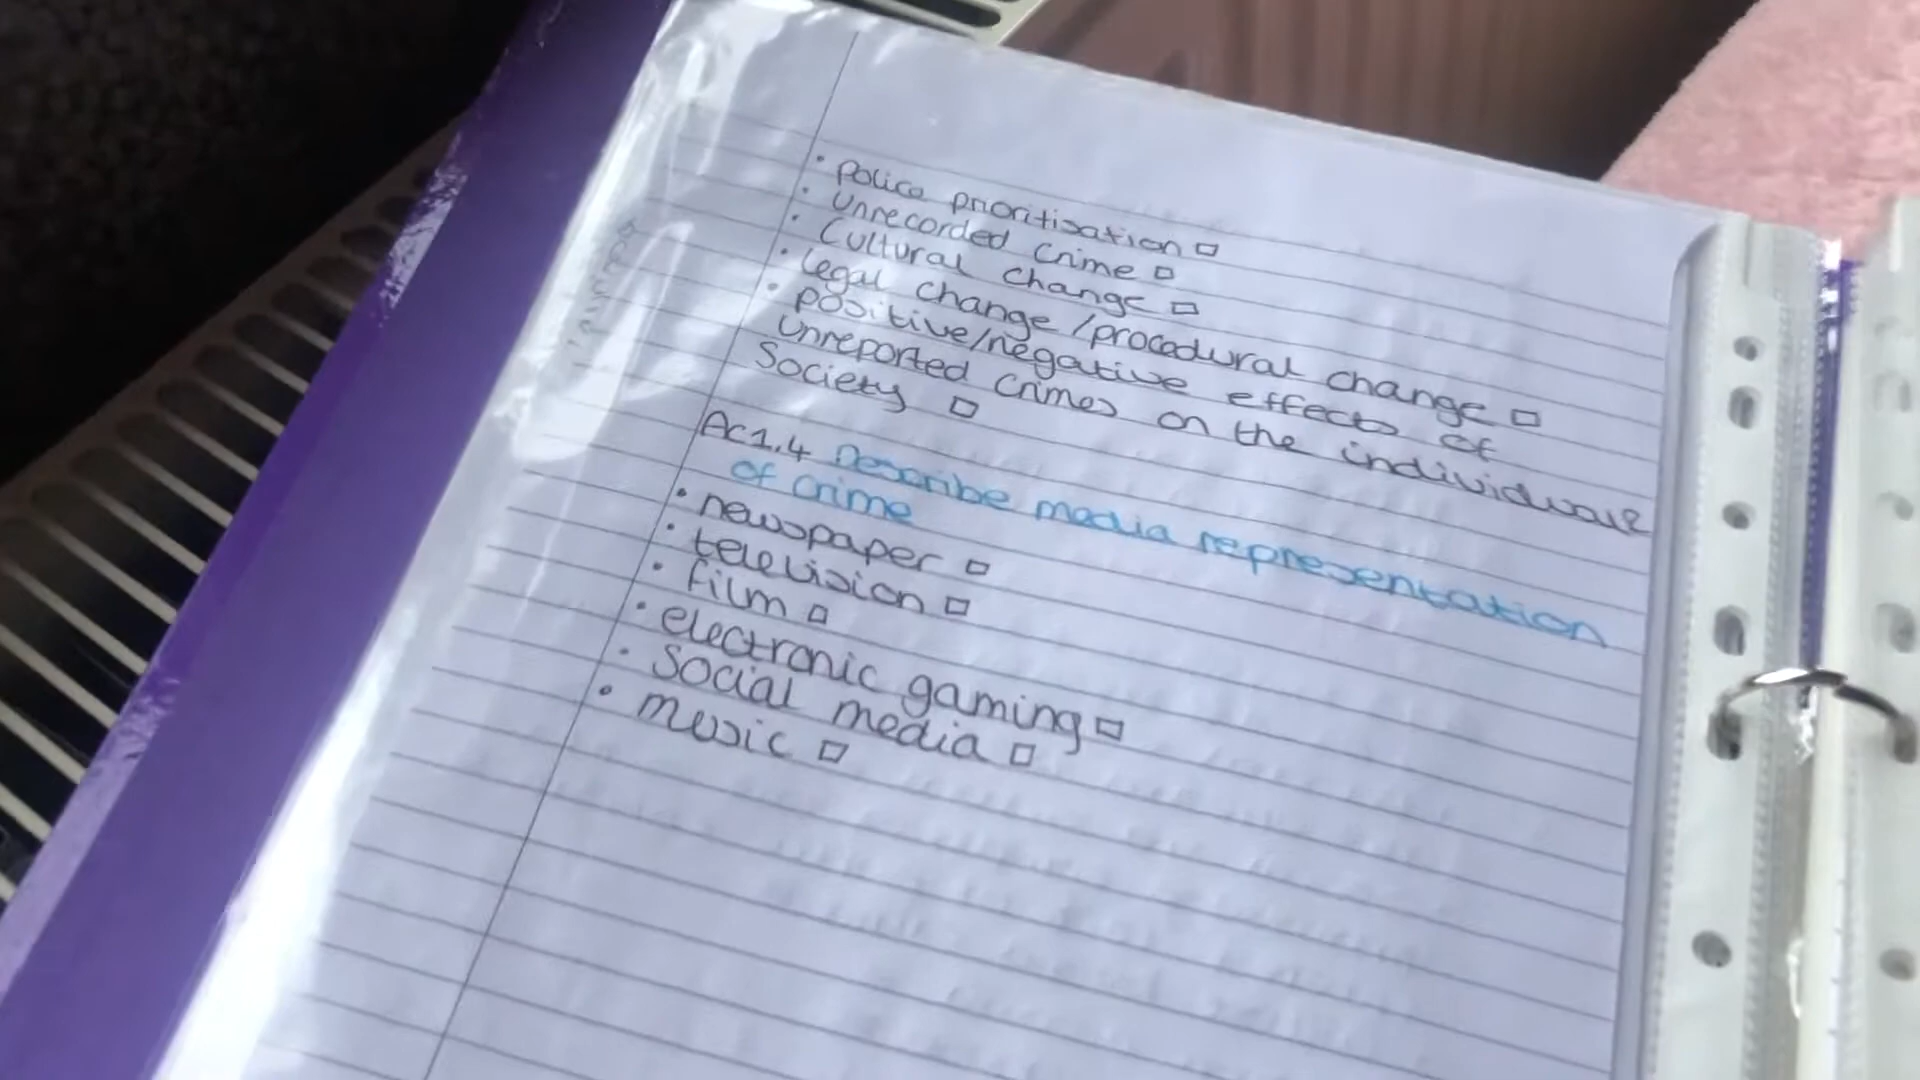 • police prioritisation □
• Unrecorded crime □
• Cultural change □
• legal change/procedural change □
• positive/negative effects of
unreported crimes on the individual &
Society □
AC1.4 Describe media representation
of crime
• newspaper □
• television □
• film □
• electronic gaming □
• Social media □
• music □